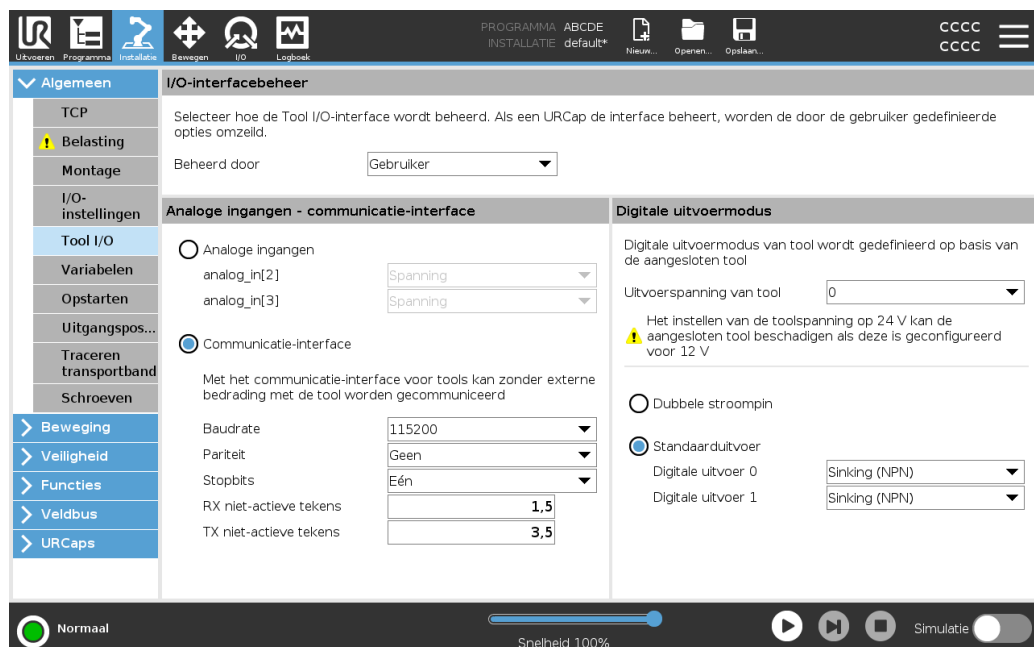 UR
PROGRAMMA ABCDE
INSTALLATIE default*
CCCC
CCCC
Uitvoeren Programma Installatie Bewegen I/O Logboek Nieuw... Openen... Opslaan...
Algemeen
TCP
Belasting
Montage
I/O-
instellingen
Tool I/O
Variabelen
Opstarten
Uitgangspos...
Traceren
transportband
Schroeven
Beweging
Veiligheid
Functies
Veldbus
URCaps
I/O-interfacebeheer
Selecteer hoe de Tool I/O-interface wordt beheerd. Als een URCap de interface beheert, worden de door de gebruiker gedefinieerde
opties omzeild.
Beheerd door Gebruiker
Analoge ingangen - communicatie-interface
Analoge ingangen
analog_in[2] Spanning
analog_in[3] Spanning
Communicatie-interface
Met het communicatie-interface voor tools kan zonder externe
bedrading met de tool worden gecommuniceerd
Baudrate 115200
Pariteit Geen
Stopbits Eén
RX niet-actieve tekens 1,5
TX niet-actieve tekens 3,5
Digitale uitvoermodus
Digitale uitvoermodus van tool wordt gedefinieerd op basis van
de aangesloten tool
Uitvoerspanning van tool 0
Het instellen van de toolspanning op 24 V kan de
aangesloten tool beschadigen als deze is geconfigureerd
voor 12 V
Dubbele stroompin
Standaarduitvoer
Digitale uitvoer 0 Sinking (NPN)
Digitale uitvoer 1 Sinking (NPN)
Normaal
Snelheid 100%
Simulatie